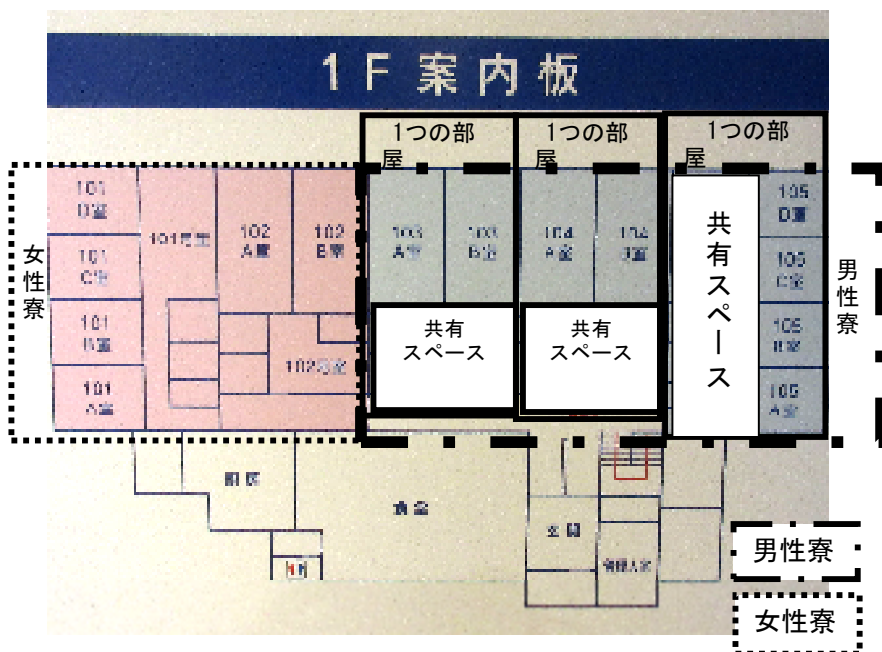 1F案内板
1つの部
屋
1つの部
屋
1つの部
屋
女性寮
101
D室
101
C室
101
B室
101
A室
101号室
102
A室
102
B室
102号室
103
A室
103
B室
104
A室
104
B室
共有
スペース
共有
スペース
共有スペース
105
D室
105
C室
105
B室
105
A室
男性寮
厨房
食堂
玄関
管理人室
男性寮
女性寮